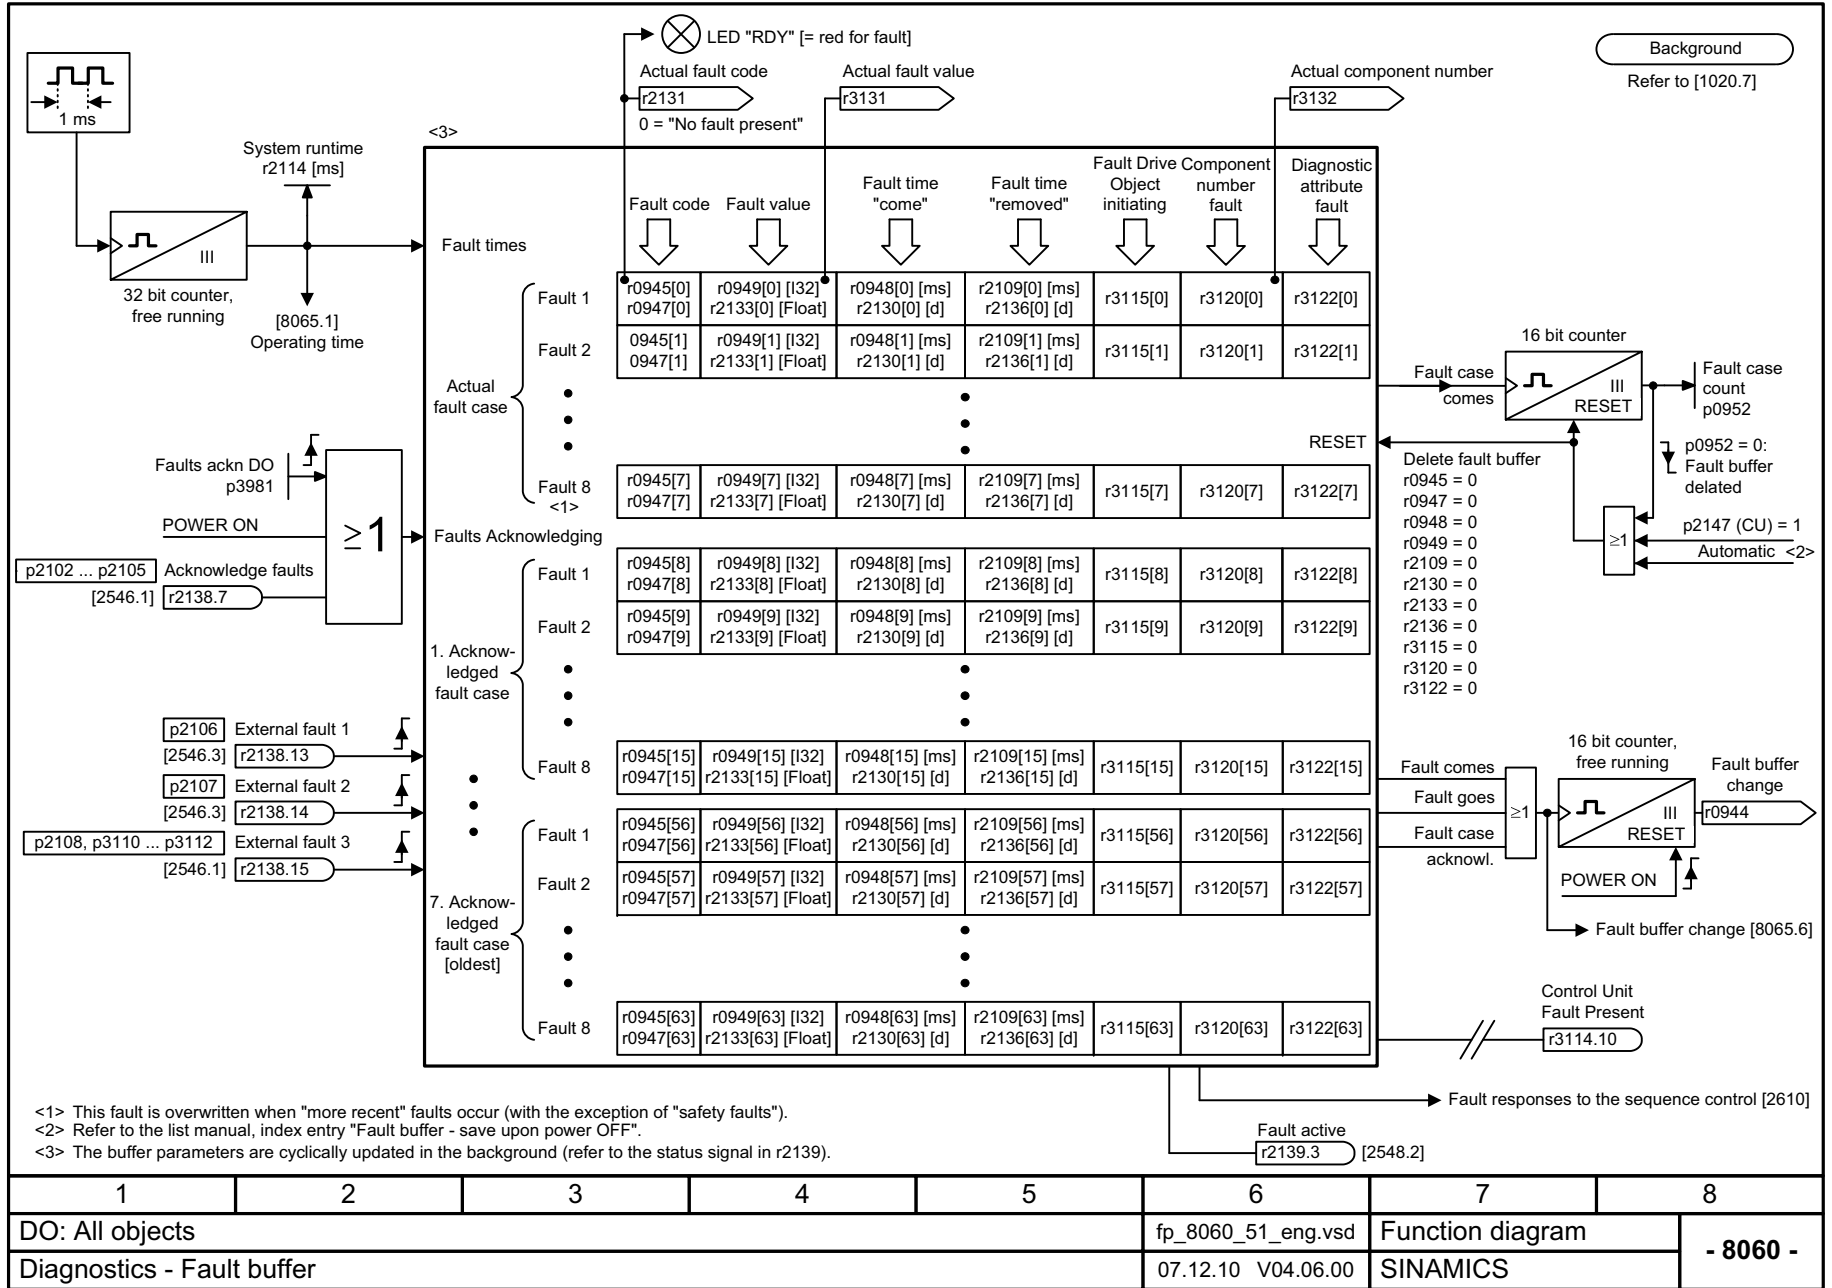 LED "RDY" [= red for fault]
Background
Refer to [1020.7]
1 ms
Actual fault code
r2131
0 = "No fault present"
Actual fault value
r3131
Actual component number
r3132
<3>
System runtime
r2114 [ms]
III
32 bit counter,
free running
[8065.1]
Operating time
Fault times
Fault code
Fault value
Fault time
"come"
Fault time
"removed"
Fault Drive
Object
initiating
Component
number
fault
Diagnostic
attribute
fault
Actual
fault case
Fault 1
r0945[0] r0949[0] [I32] r0948[0] [ms] r2109[0] [ms]
r0947[0] r2133[0] [Float] r2130[0] [d] r2136[0] [d]
r3115[0] r3120[0] r3122[0]
Fault 2
0945[1] r0949[1] [I32] r0948[1] [ms] r2109[1] [ms]
0947[1] r2133[1] [Float] r2130[1] [d] r2136[1] [d]
r3115[1] r3120[1] r3122[1]
Fault 8
<1>
r0945[7] r0949[7] [I32] r0948[7] [ms] r2109[7] [ms]
r0947[7] r2133[7] [Float] r2130[7] [d] r2136[7] [d]
r3115[7] r3120[7] r3122[7]
Faults ackn DO
p3981
POWER ON
≥1
p2102 ... p2105 Acknowledge faults
[2546.1] r2138.7
Faults Acknowledging
1. Acknow-
ledged
fault case
Fault 1
r0945[8] r0949[8] [I32] r0948[8] [ms] r2109[8] [ms]
r0947[8] r2133[8] [Float] r2130[8] [d] r2136[8] [d]
r3115[8] r3120[8] r3122[8]
Fault 2
r0945[9] r0949[9] [I32] r0948[9] [ms] r2109[9] [ms]
r0947[9] r2133[9] [Float] r2130[9] [d] r2136[9] [d]
r3115[9] r3120[9] r3122[9]
Fault 8
r0945[15] r0949[15] [I32] r0948[15] [ms] r2109[15] [ms]
r0947[15] r2133[15] [Float] r2130[15] [d] r2136[15] [d]
r3115[15] r3120[15] r3122[15]
p2106 External fault 1
[2546.3] r2138.13
p2107 External fault 2
[2546.3] r2138.14
p2108, p3110 ... p3112 External fault 3
[2546.1] r2138.15
7. Acknow-
ledged
fault case
[oldest]
Fault 1
r0945[56] r0949[56] [I32] r0948[56] [ms] r2109[56] [ms]
r0947[56] r2133[56] [Float] r2130[56] [d] r2136[56] [d]
r3115[56] r3120[56] r3122[56]
Fault 2
r0945[57] r0949[57] [I32] r0948[57] [ms] r2109[57] [ms]
r0947[57] r2133[57] [Float] r2130[57] [d] r2136[57] [d]
r3115[57] r3120[57] r3122[57]
Fault 8
r0945[63] r0949[63] [I32] r0948[63] [ms] r2109[63] [ms]
r0947[63] r2133[63] [Float] r2130[63] [d] r2136[63] [d]
r3115[63] r3120[63] r3122[63]
16 bit counter
Fault case
comes
III
RESET
Fault case
count
p0952
RESET
p0952 = 0:
Fault buffer
delated
≥1
p2147 (CU) = 1
Automatic <2>
Delete fault buffer
r0945 = 0
r0947 = 0
r0948 = 0
r0949 = 0
r2109 = 0
r2130 = 0
r2133 = 0
r2136 = 0
r3115 = 0
r3120 = 0
r3122 = 0
Fault comes
Fault goes
Fault case
acknowl.
≥1
16 bit counter,
free running
III
RESET
POWER ON
Fault buffer
change
r0944
Fault buffer change [8065.6]
Control Unit
Fault Present
r3114.10
Fault responses to the sequence control [2610]
Fault active
r2139.3 [2548.2]
<1> This fault is overwritten when "more recent" faults occur (with the exception of "safety faults").
<2> Refer to the list manual, index entry "Fault buffer - save upon power OFF".
<3> The buffer parameters are cyclically updated in the background (refer to the status signal in r2139).
1 2 3 4 5 6 7 8
DO: All objects fp_8060_51_eng.vsd Function diagram
- 8060 -
Diagnostics - Fault buffer 07.12.10 V04.06.00 SINAMICS